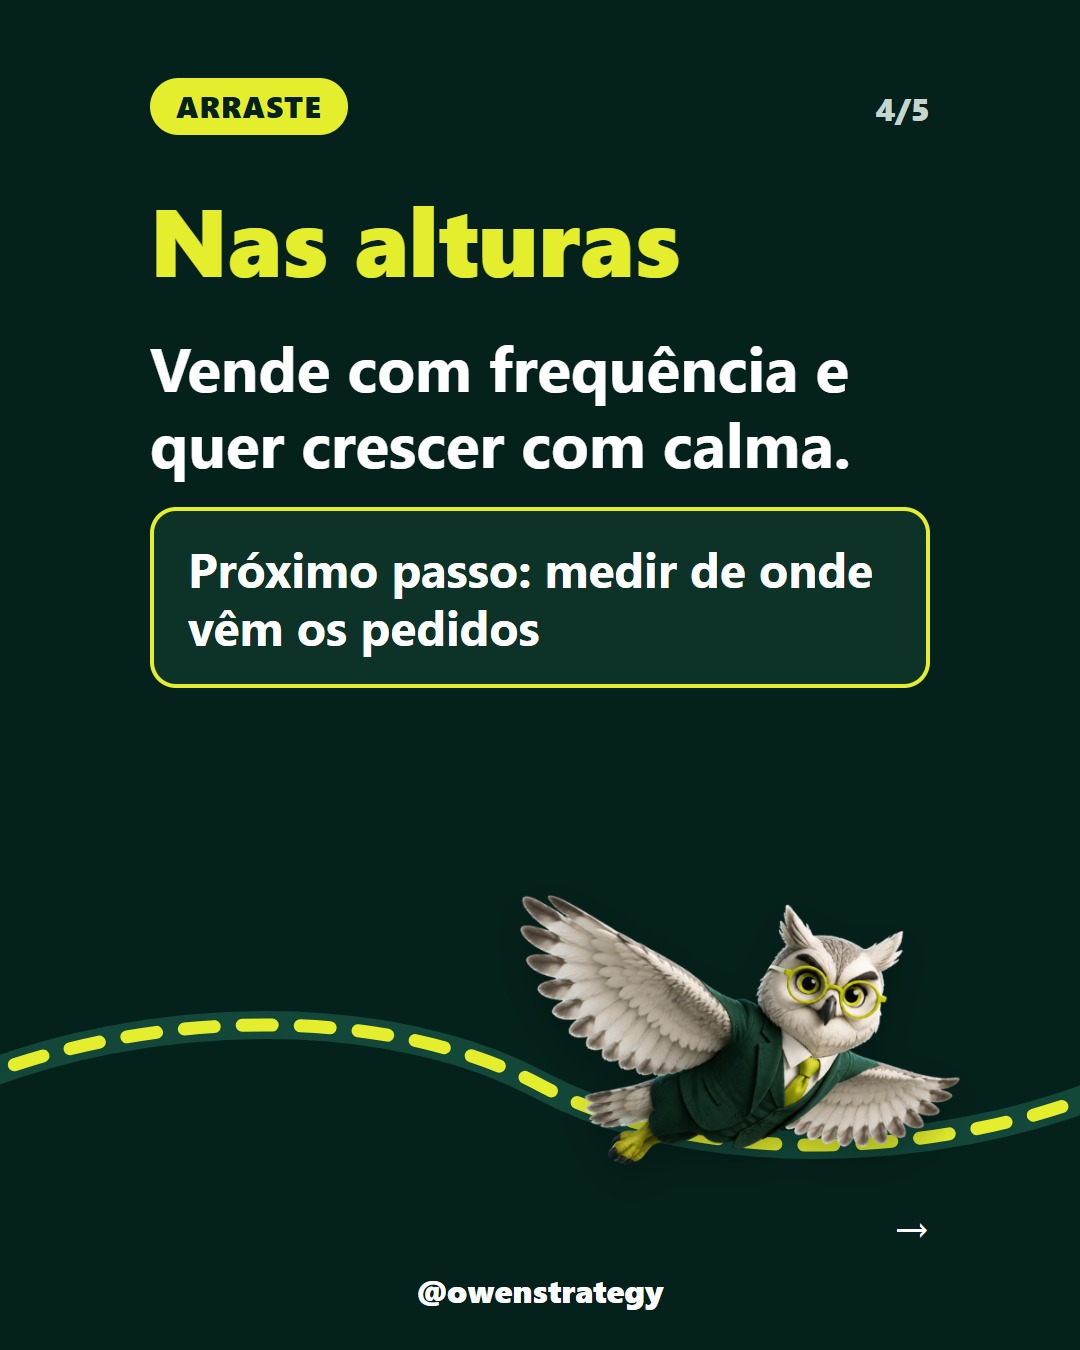 ARRASTE
4/5
Nas alturas
Vende com frequência e
quer crescer com calma.
Próximo passo: medir de onde
vêm os pedidos
→
@owenstrategy